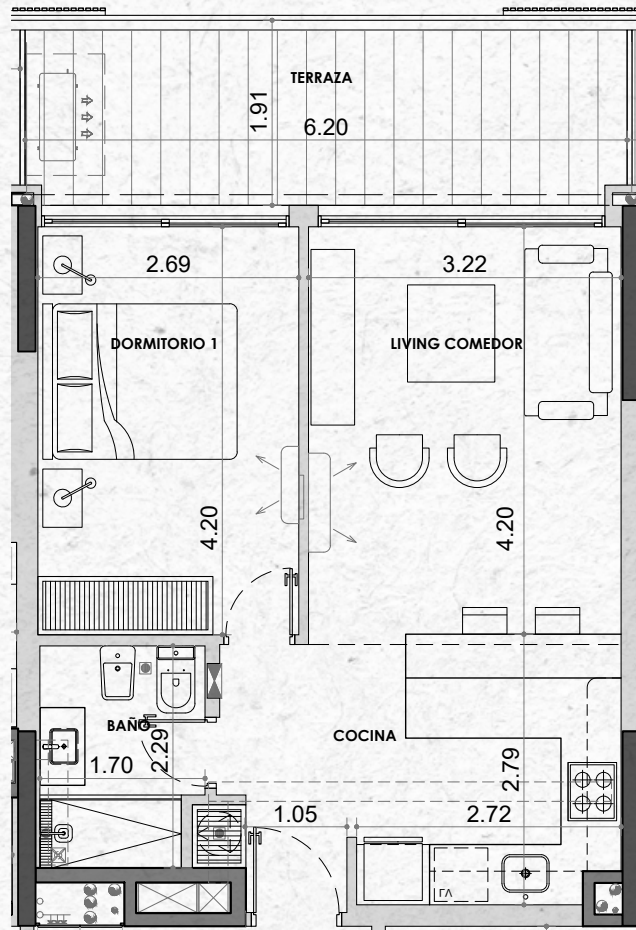 TERRAZA
1.91
6.20
2.69
3.22
DORMITORIO 1
LIVING COMEDOR
4.20
4.20
BAÑO
COCINA
2.29
1.70
2.79
1.05
2.72